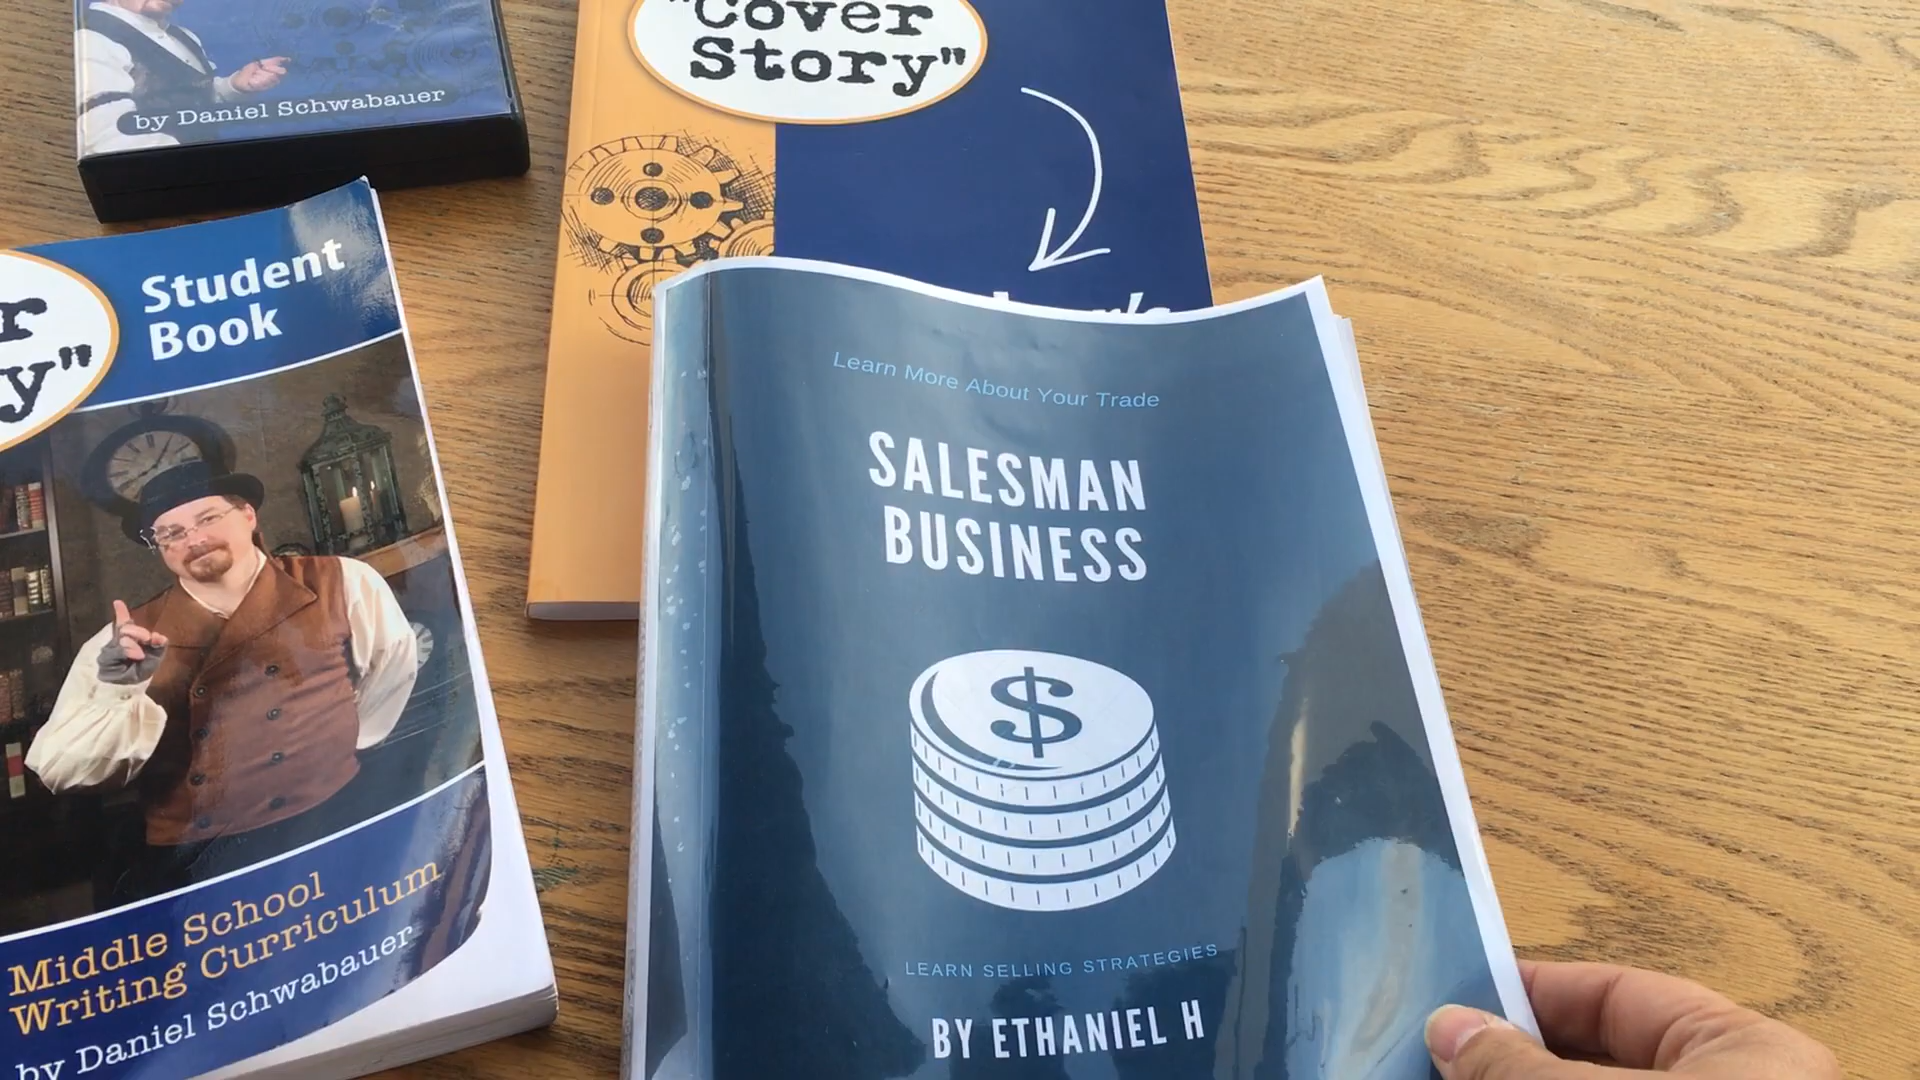 by Daniel Schwabauer
"Cover
Story"
Student
Book
r
y"
Middle School
Writing Curriculum
by Daniel Schwabauer
Learn More About Your Trade
SALESMAN
BUSINESS
$
LEARN SELLING STRATEGIES
BY ETHANIEL H